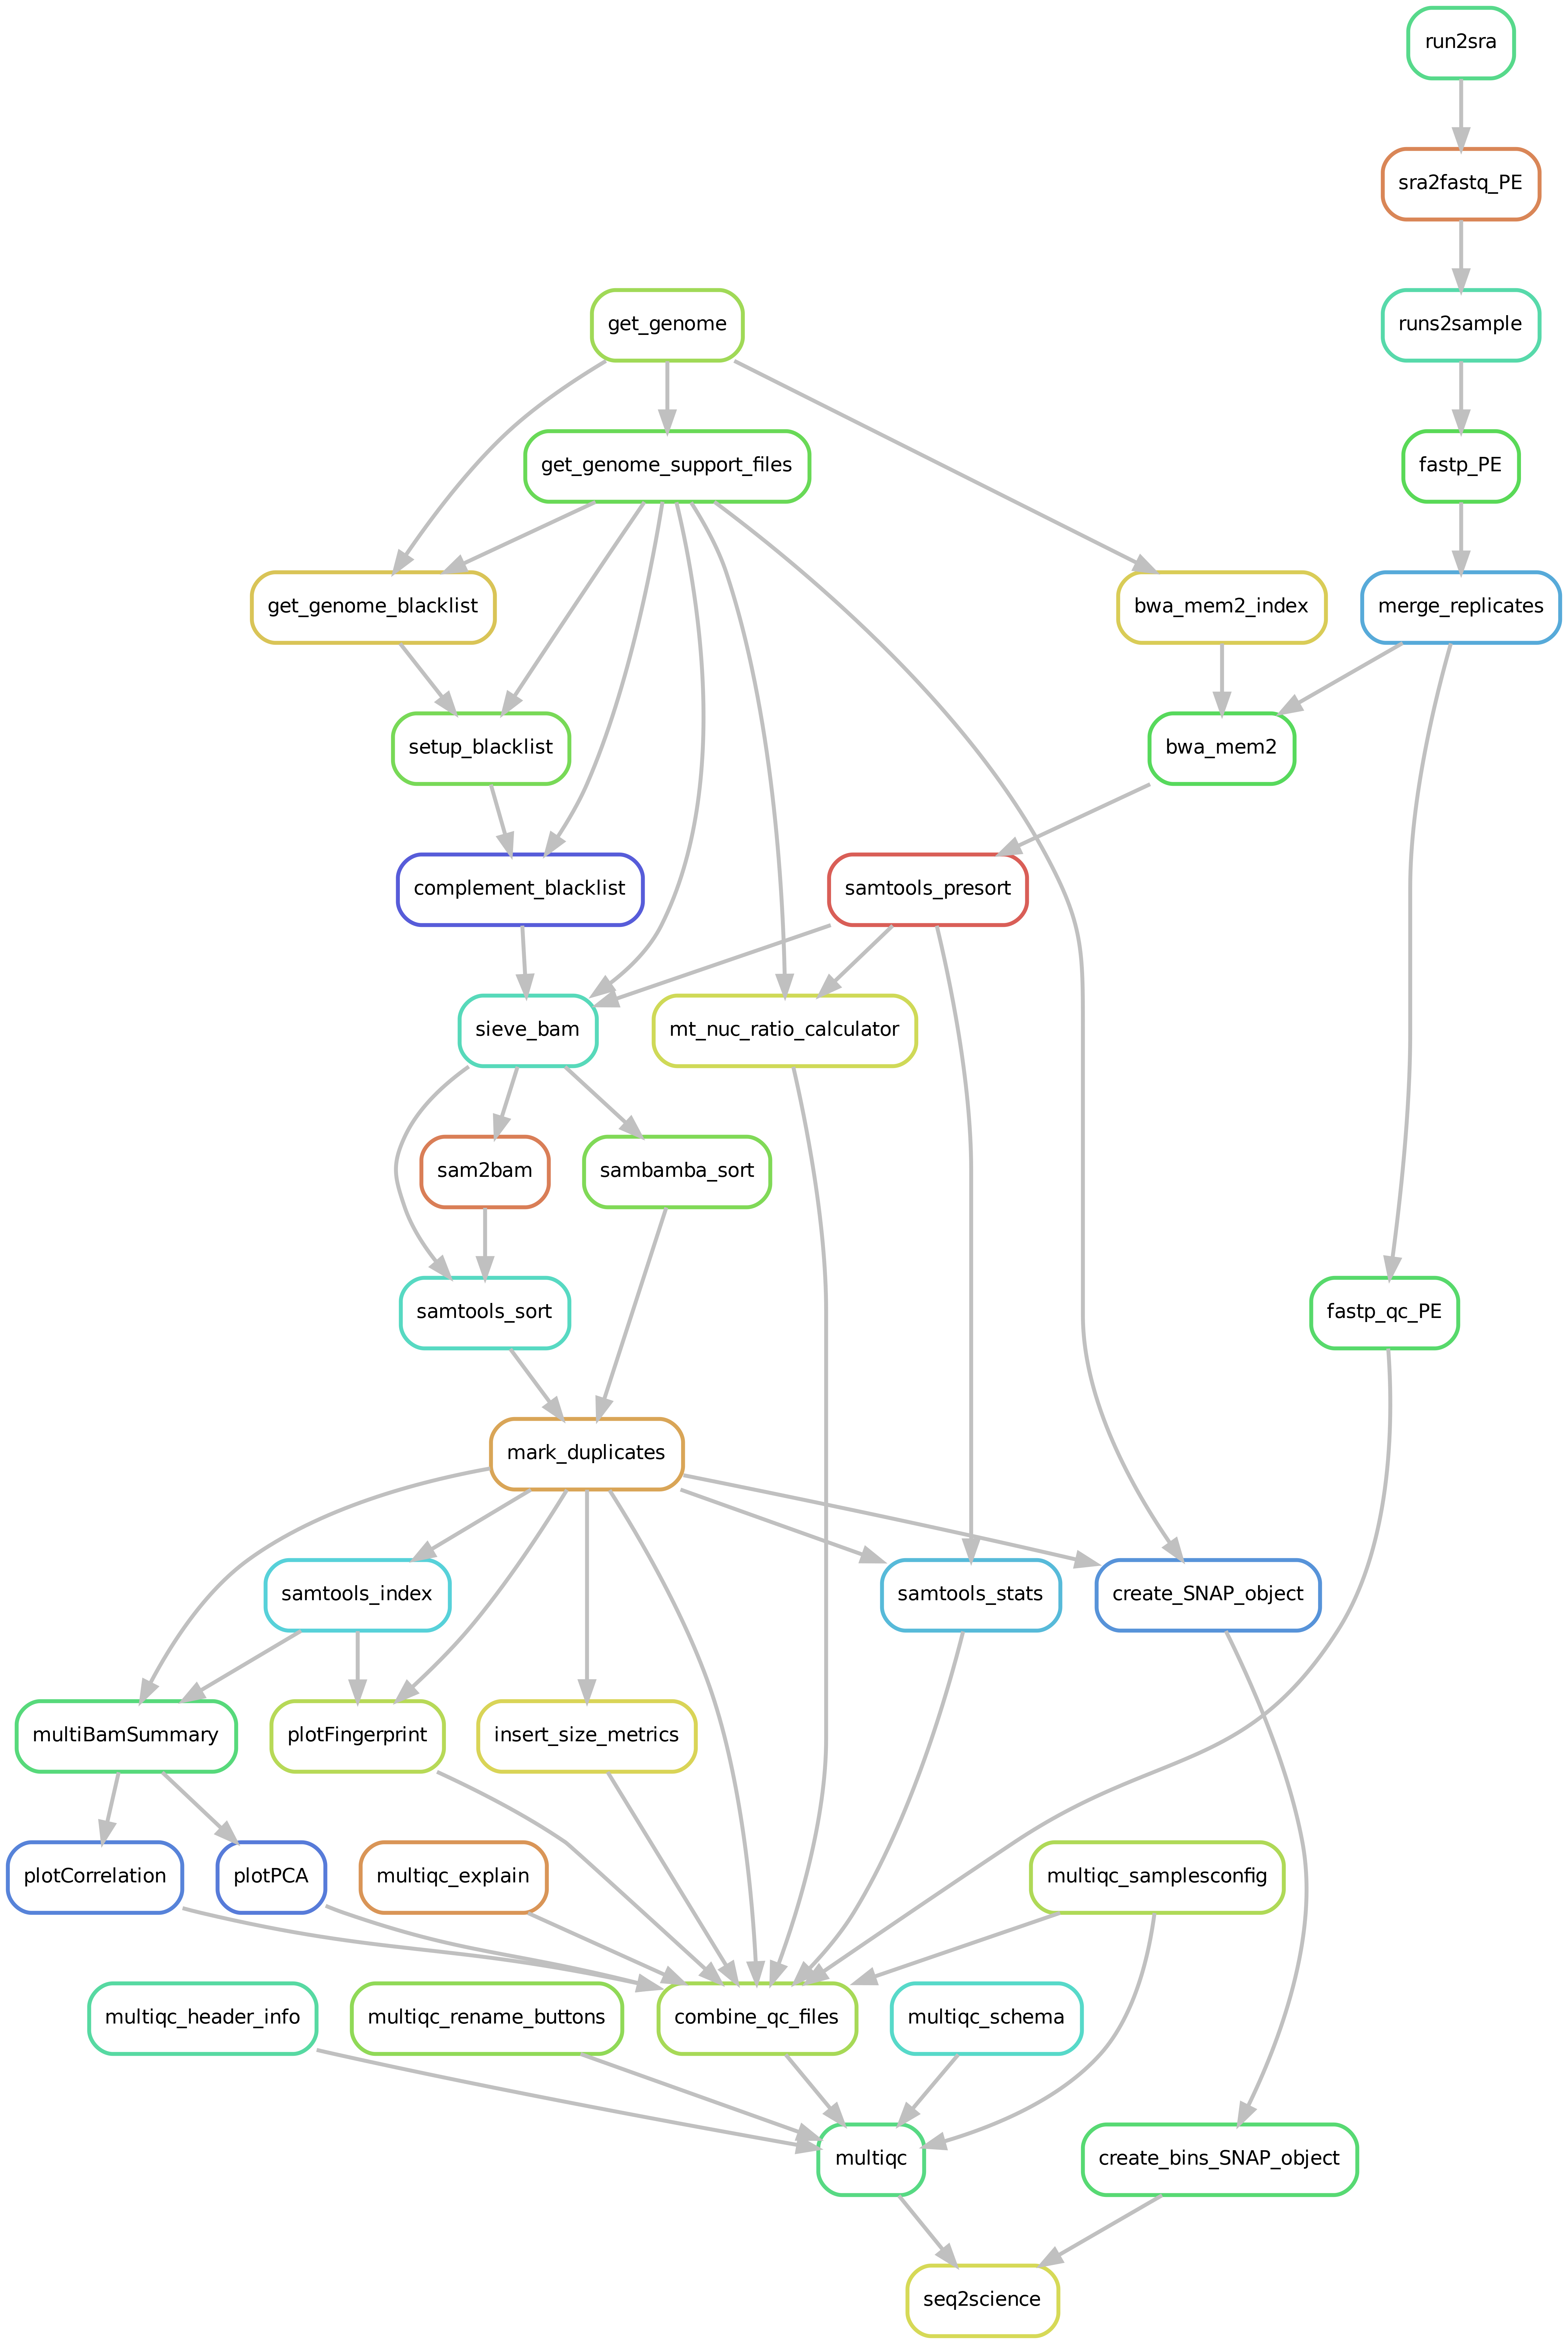 run2sra
sra2fastq_PE
get_genome
runs2sample
get_genome_support_files
fastp_PE
get_genome_blacklist
bwa_mem2_index
merge_replicates
setup_blacklist
bwa_mem2
complement_blacklist
samtools_presort
sieve_bam
mt_nuc_ratio_calculator
sam2bam
sambamba_sort
samtools_sort
fastp_qc_PE
mark_duplicates
samtools_index
samtools_stats
create_SNAP_object
multiBamSummary
plotFingerprint
insert_size_metrics
plotCorrelation
plotPCA
multiqc_explain
multiqc_samplesconfig
multiqc_header_info
multiqc_rename_buttons
combine_qc_files
multiqc_schema
multiqc
create_bins_SNAP_object
seq2science